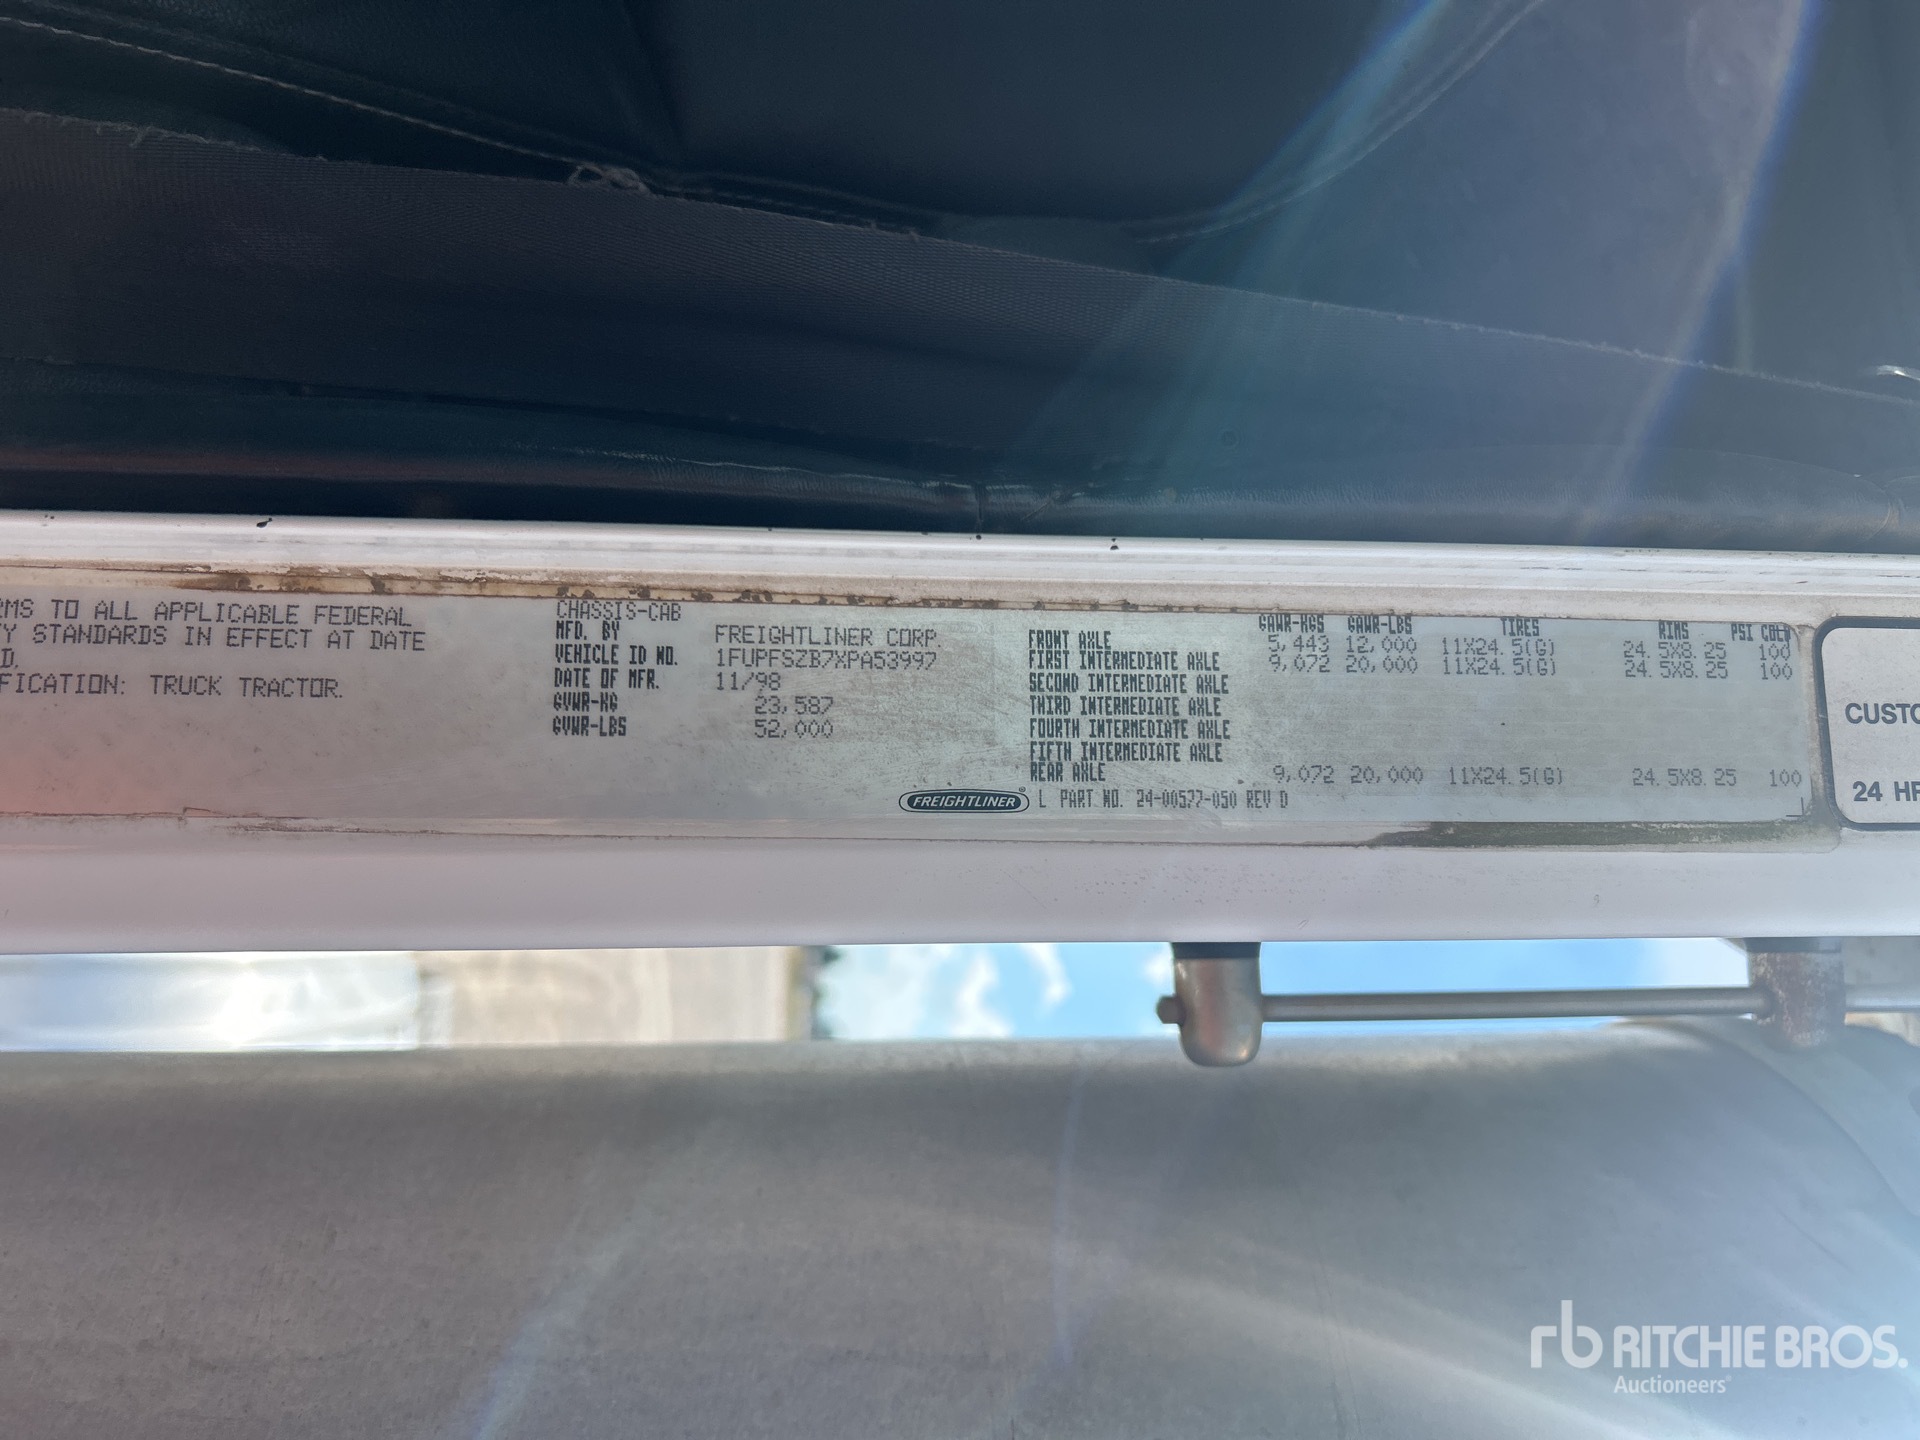 RMS TO ALL APPLICABLE FEDERAL
Y STANDARDS IN EFFECT AT DATE
D.
FICATION: TRUCK TRACTOR.
CHASSIS-CAB
MFD. BY FREIGHTLINER CORP.
VEHICLE ID NO. 1FUPFSZB7XPA53997
DATE OF MFR. 11/98
GVWR-KG 23,587
GVWR-LBS 52,000
GAWR-KGS GAWR-LBS TIRES RIMS PSI COLD
FRONT AXLE 5,443 12,000 11X24.5(G) 24.5X8.25 100
FIRST INTERMEDIATE AXLE 9,072 20,000 11X24.5(G) 24.5X8.25 100
SECOND INTERMEDIATE AXLE
THIRD INTERMEDIATE AXLE
FOURTH INTERMEDIATE AXLE
FIFTH INTERMEDIATE AXLE
REAR AXLE 9,072 20,000 11X24.5(G) 24.5X8.25 100
FREIGHTLINER® L PART NO. 24-00577-050 REV D
CUSTO
24 HR
rb RITCHIE BROS.
Auctioneers